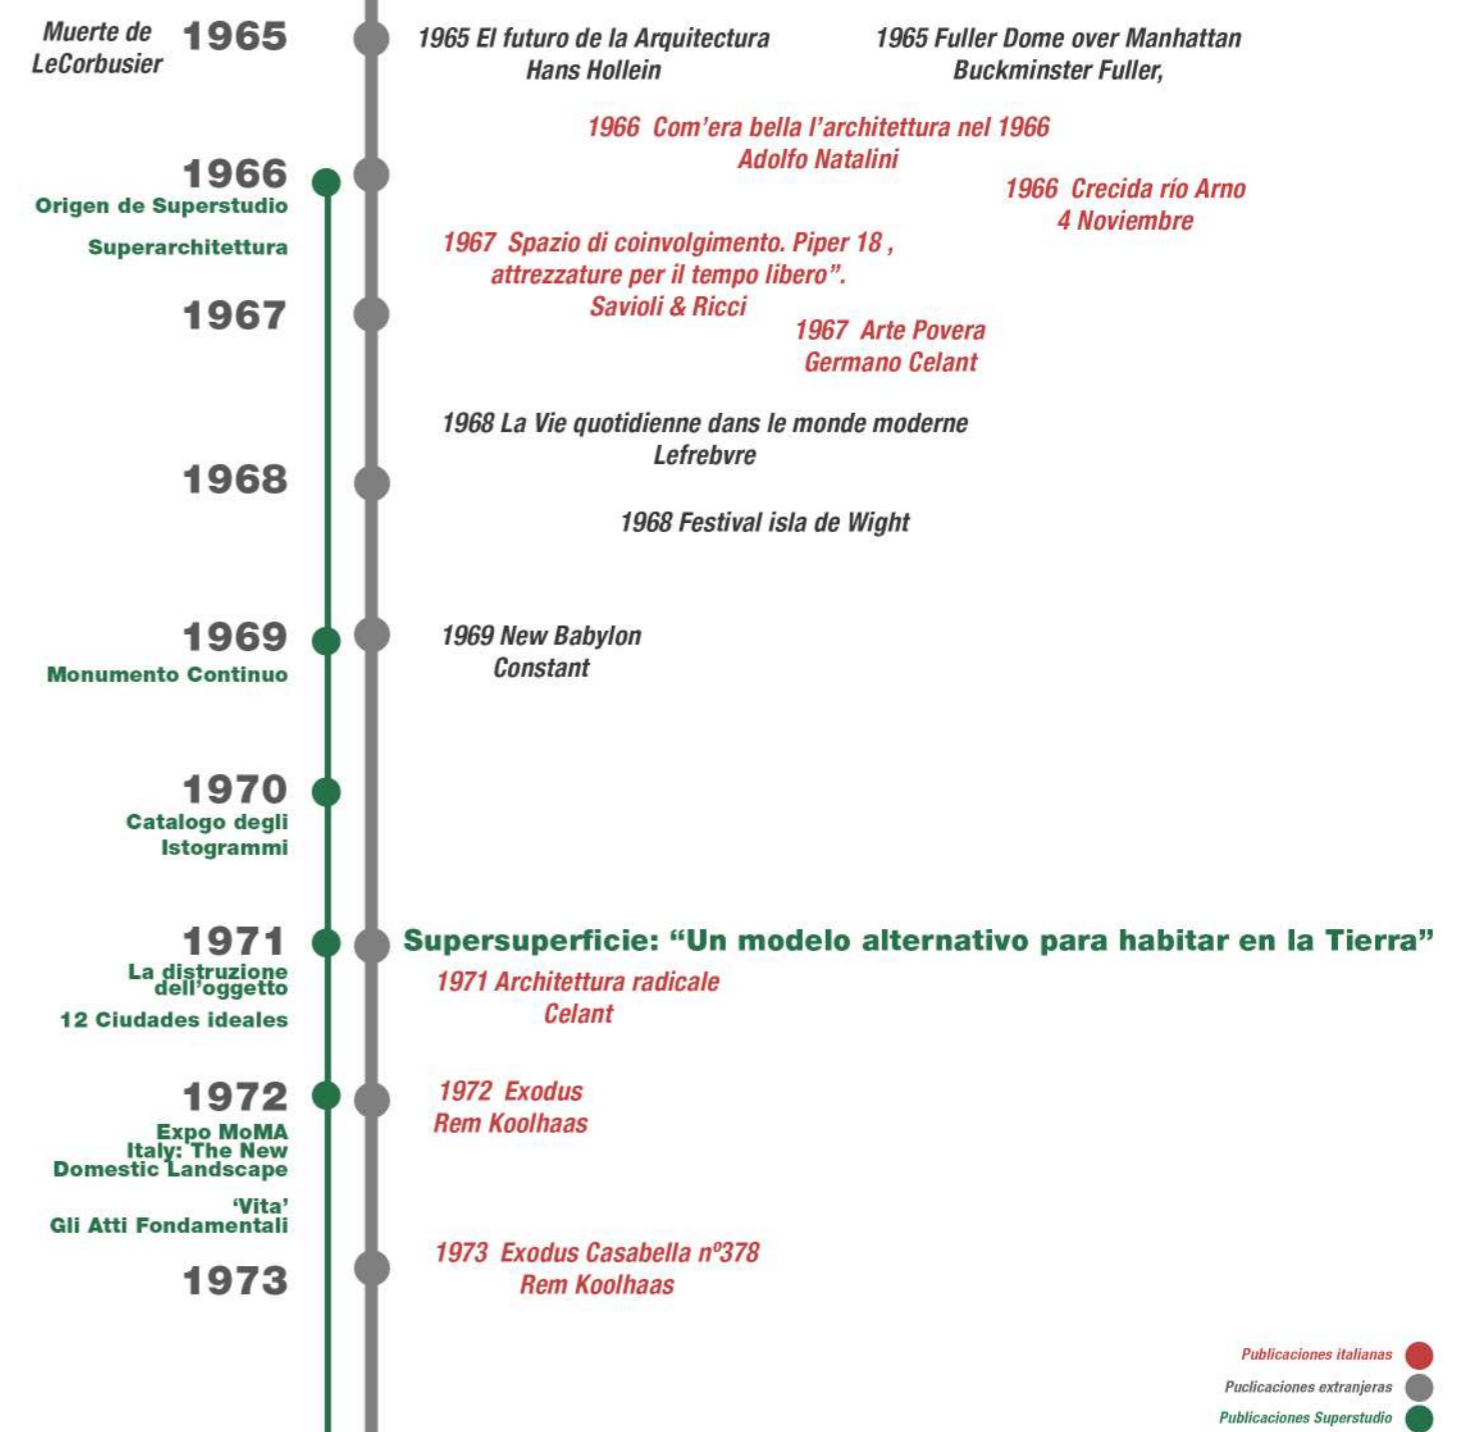 Muerte de
LeCorbusier
1965
1965 El futuro de la Arquitectura
Hans Hollein
1965 Fuller Dome over Manhattan
Buckminster Fuller,
1966 Com'era bella l'architettura nel 1966
Adolfo Natalini
1966
Origen de Superstudio
Superarchitettura
1966 Crecida río Arno
4 Noviembre
1967 Spazio di coinvolgimento. Piper 18 ,
attrezzature per il tempo libero”.
Savioli & Ricci
1967
1967 Arte Povera
Germano Celant
1968 La Vie quotidienne dans le monde moderne
Lefrebvre
1968
1968 Festival isla de Wight
1969
Monumento Continuo
1969 New Babylon
Constant
1970
Catalogo degli
Istogrammi
1971
Supersuperficie: “Un modelo alternativo para habitar en la Tierra”
La distruzione
dell'oggetto
12 Ciudades ideales
1971 Architettura radicale
Celant
1972
Expo MoMA
Italy: The New
Domestic Landscape
‘Vita’
Gli Atti Fondamentali
1972 Exodus
Rem Koolhaas
1973
1973 Exodus Casabella nº378
Rem Koolhaas
Publicaciones italianas
Puclicaciones extranjeras
Publicaciones Superstudio